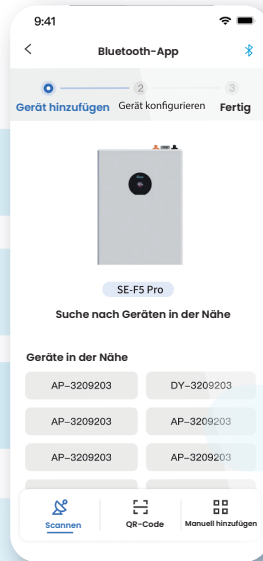 9:41
Bluetooth-App
1 2 3
Gerät hinzufügen Gerät konfigurieren Fertig
SE-F5 Pro
Suche nach Geräten in der Nähe
Geräte in der Nähe
AP-3209203 DY-3209203
AP-3209203 AP-3209203
AP-3209203 AP-3209203
Scannen QR-Code Manuell hinzufügen